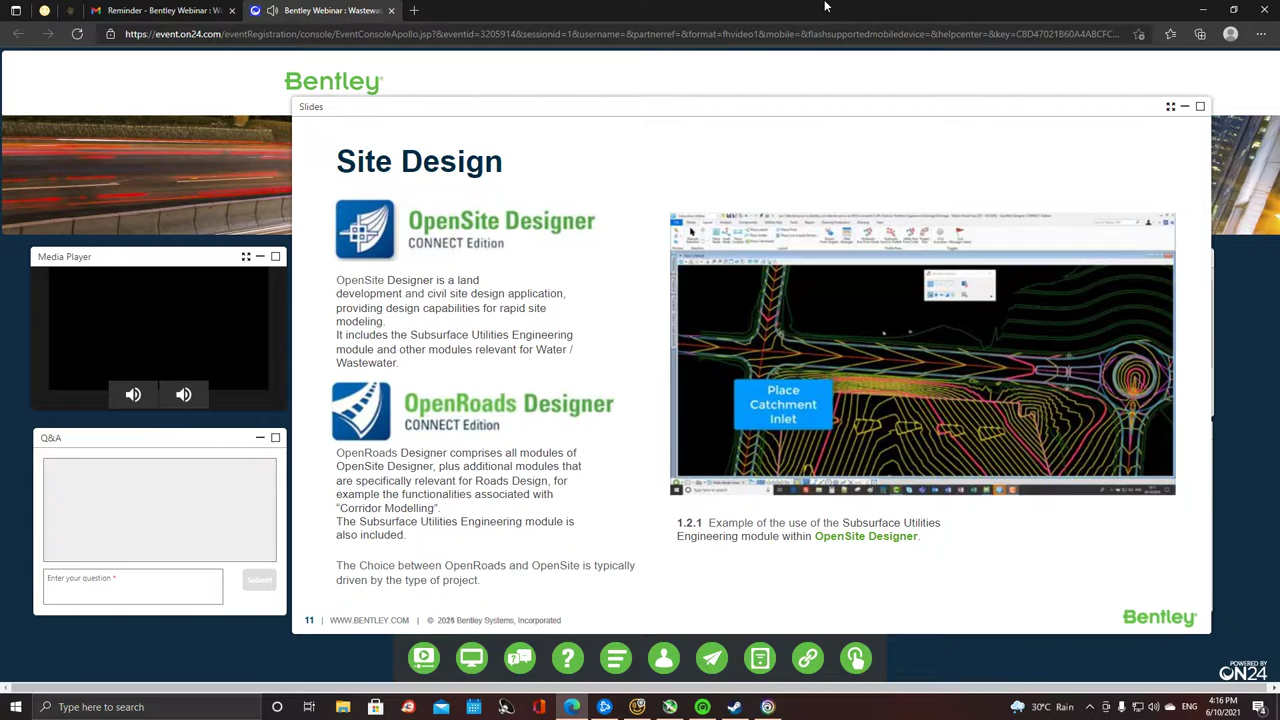 Reminder - Bentley Webinar: Wa
Bentley Webinar : Wastewa
https://event.on24.com/eventRegistration/console/EventConsoleApollo.jsp?&eventid=3205914&sessionid=1&username=&partnerref=&format=fhvideo1&mobile=&flashsupportedmobiledevice=&helpcenter=&key=C8D47021B60A4ABCFC...
Bentley
Slides
Site Design
OpenSite Designer
CONNECT Edition
OpenSite Designer is a land
development and civil site design application,
providing design capabilities for rapid site
modeling.
It includes the Subsurface Utilities Engineering
module and other modules relevant for Water /
Wastewater.
OpenRoads Designer
CONNECT Edition
OpenRoads Designer comprises all modules of
OpenSite Designer, plus additional modules that
are specifically relevant for Roads Design, for
example the functionalities associated with
“Corridor Modelling”.
The Subsurface Utilities Engineering module is
also included.
The Choice between OpenRoads and OpenSite is typically
driven by the type of project.
Place
Catchment
Inlet
1.2.1 Example of the use of the Subsurface Utilities
Engineering module within OpenSite Designer.
11 | WWW.BENTLEY.COM | © Bentley Systems, Incorporated
Bentley
Media Player
Q&A
Enter your question *
Submit
POWERED BY
ON24
Type here to search
30°C Rain
4:16 PM
6/10/2021